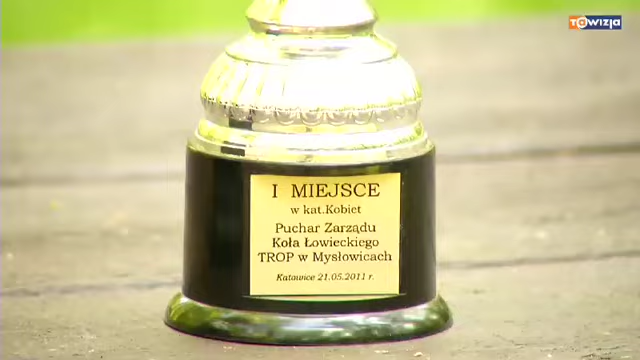 TVwizja
I MIEJSCE
w kat.Kobiet
Puchar Zarządu
Koła Łowieckiego
TROP w Mysłowicach
Katowice 21.05.2011 r.